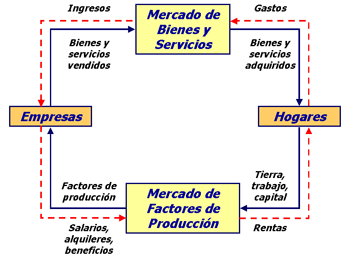 Ingresos
Mercado de
Bienes y
Servicios
Gastos
Bienes y
servicios
vendidos
Bienes y
servicios
adquiridos
Empresas
Hogares
Factores de
producción
Mercado de
Factores de
Producción
Tierra,
trabajo,
capital
Salarios,
alquileres,
beneficios
Rentas